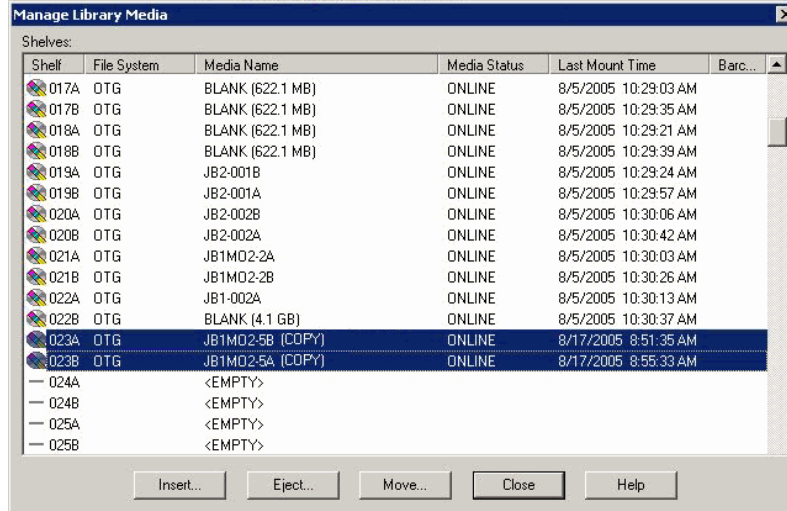 Manage Library Media
Shelves:
Shelf File System Media Name Media Status Last Mount Time Barc...
017A OTG BLANK (622.1 MB) ONLINE 8/5/2005 10:29:03 AM
017B OTG BLANK (622.1 MB) ONLINE 8/5/2005 10:29:35 AM
018A OTG BLANK (622.1 MB) ONLINE 8/5/2005 10:29:21 AM
018B OTG BLANK (622.1 MB) ONLINE 8/5/2005 10:29:39 AM
019A OTG JB2-001B ONLINE 8/5/2005 10:29:24 AM
019B OTG JB2-001A ONLINE 8/5/2005 10:29:57 AM
020A OTG JB2-002B ONLINE 8/5/2005 10:30:06 AM
020B OTG JB2-002A ONLINE 8/5/2005 10:30:42 AM
021A OTG JB1MO2-2A ONLINE 8/5/2005 10:30:03 AM
021B OTG JB1MO2-2B ONLINE 8/5/2005 10:30:26 AM
022A OTG JB1-002A ONLINE 8/5/2005 10:30:13 AM
022B OTG BLANK (4.1 GB) ONLINE 8/5/2005 10:30:37 AM
023A OTG JB1MO2-5B (COPY) ONLINE 8/17/2005 8:51:35 AM
023B OTG JB1MO2-5A (COPY) ONLINE 8/17/2005 8:55:33 AM
024A <EMPTY>
024B <EMPTY>
025A <EMPTY>
025B <EMPTY>
Insert... Eject... Move... Close Help